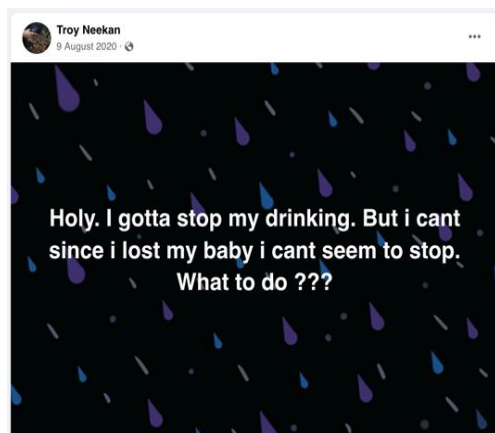 Troy Neekan
9 August 2020 ·
Holy. I gotta stop my drinking. But i cant
since i lost my baby i cant seem to stop.
What to do ???